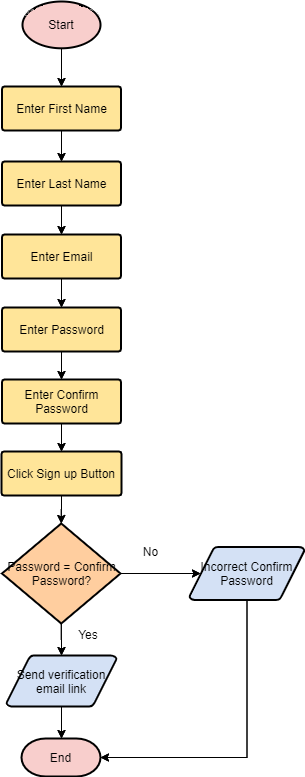 Start
Enter First Name
Enter Last Name
Enter Email
Enter Password
Enter Confirm
Password
Click Sign up Button
Password = Confirm
Password?
No
Incorrect Confirm
Password
Yes
Send verification
email link
End